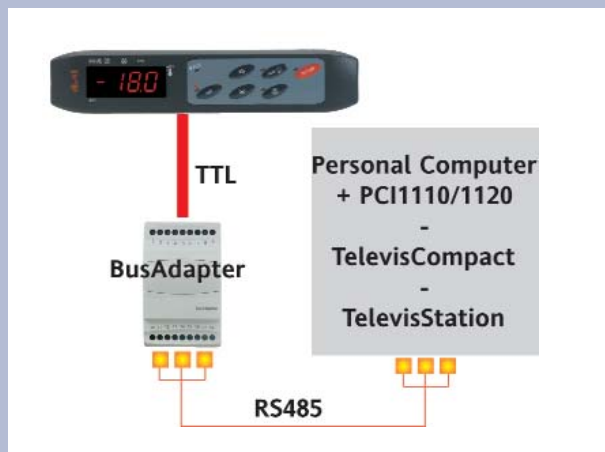 - 18.0
TTL
Personal Computer
+ PCI1110/1120
-
TelevisCompact
-
TelevisStation
BusAdapter
RS485